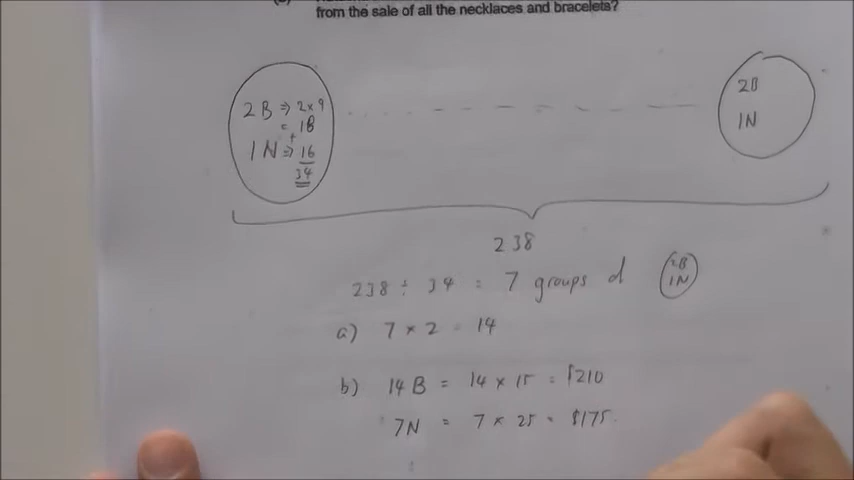 from the sale of all the necklaces and bracelets?
2B ⇒ 2 x 9
= 18
+
1N ⇒ 16
34
2B
1N
238
238 ÷ 34 = 7 groups of
2B
1N
a) 7 x 2 = 14
b) 14B = 14 x 15 = $210
7N = 7 x 25 = $175